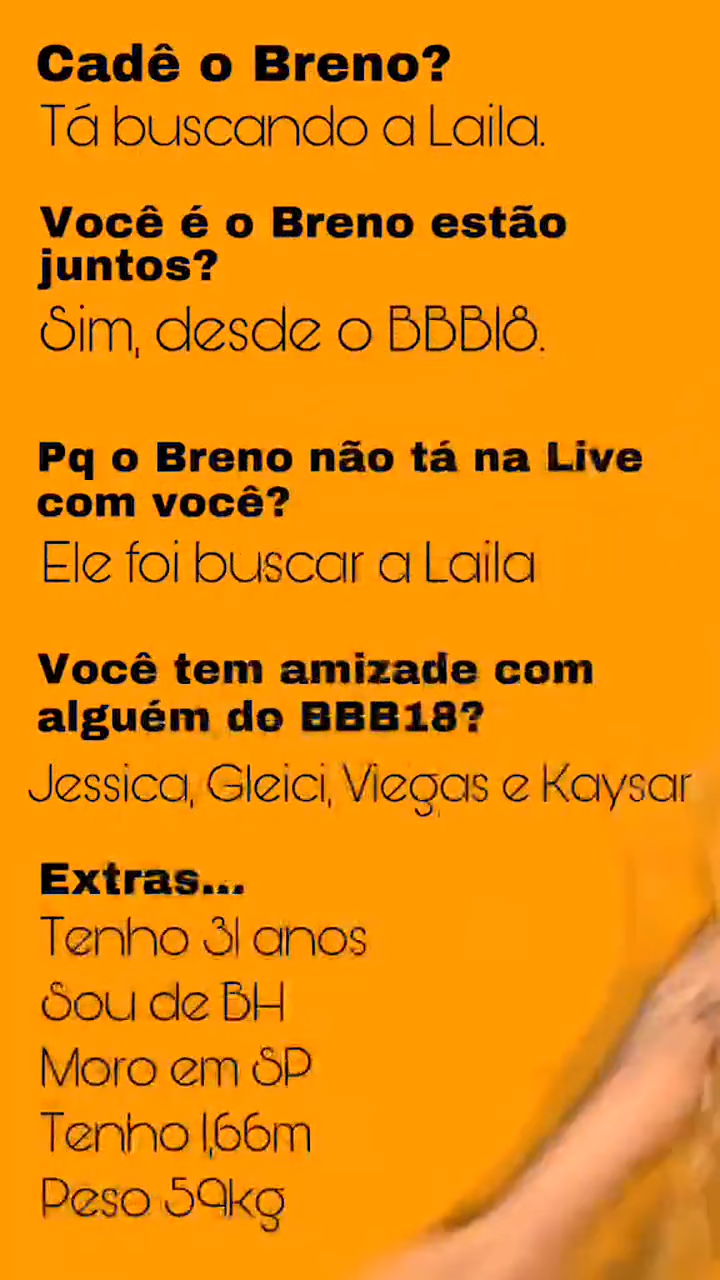 Cadê o Breno?
Tá buscando a Laila.
Você é o Breno estão
juntos?
Sim, desde o BBB18.
Pq o Breno não tá na Live
com você?
Ele foi buscar a Laila
Você tem amizade com
alguém do BBB18?
Jessica, Gleici, Viegas e Kaysar
Extras...
Tenho 31 anos
Sou de BH
Moro em SP
Tenho 1,66m
Peso 59kg